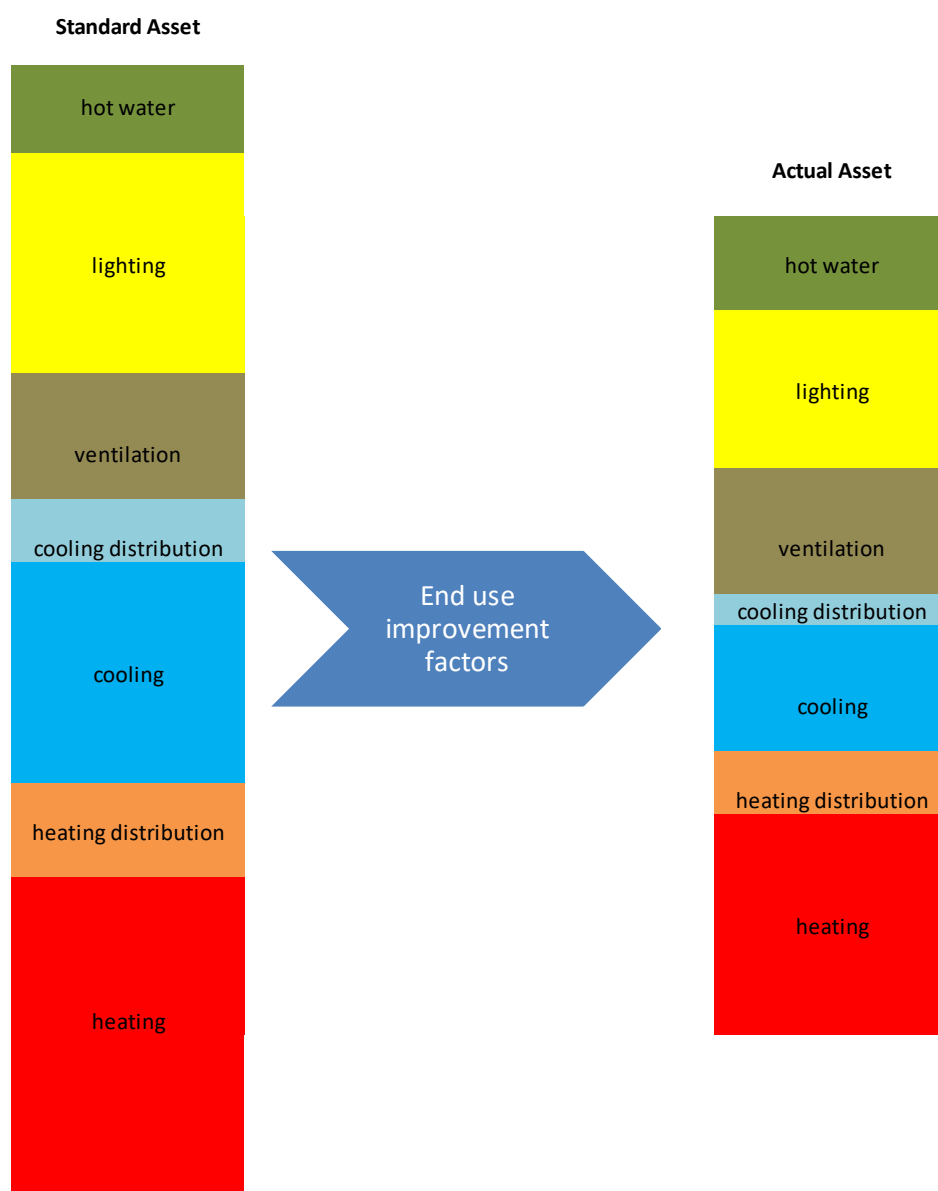 Standard Asset
hot water
lighting
ventilation
cooling distribution
cooling
heating distribution
heating
End use
improvement
factors
Actual Asset
hot water
lighting
ventilation
cooling distribution
cooling
heating distribution
heating